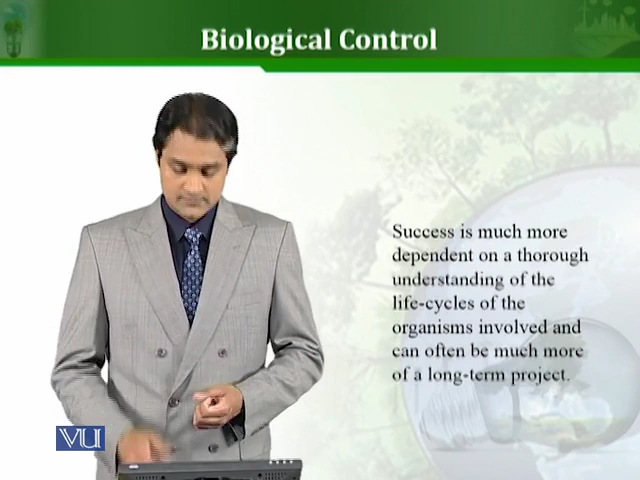 Biological Control
Success is much more
dependent on a thorough
understanding of the
life-cycles of the
organisms involved and
can often be much more
of a long-term project.
VU